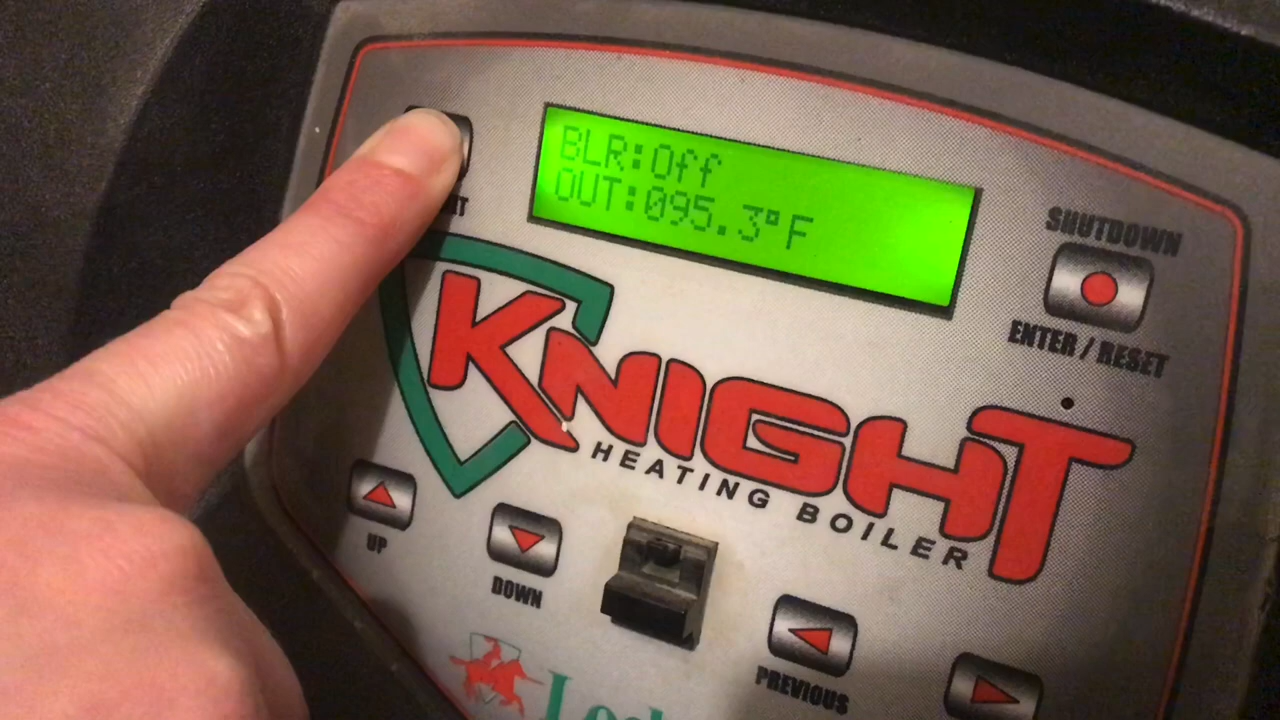 BLR:Off
OUT:095.3°F
SHUTDOWN
ENTER / RESET
KNIGHT
HEATING BOILER
UP
DOWN
PREVIOUS